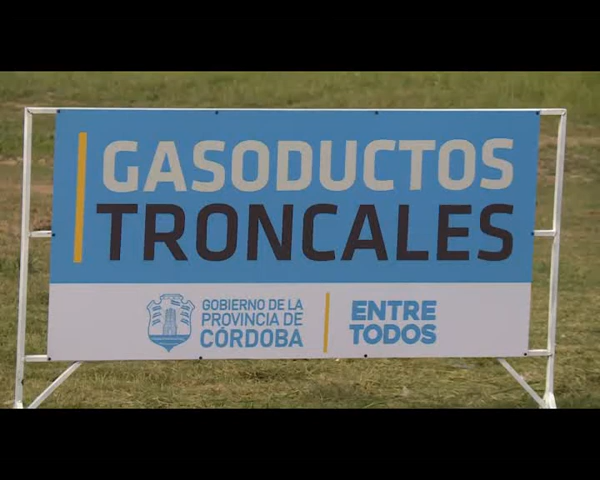 GASODUCTOS
TRONCALES
GOBIERNO DE LA
PROVINCIA DE
CÓRDOBA
ENTRE
TODOS